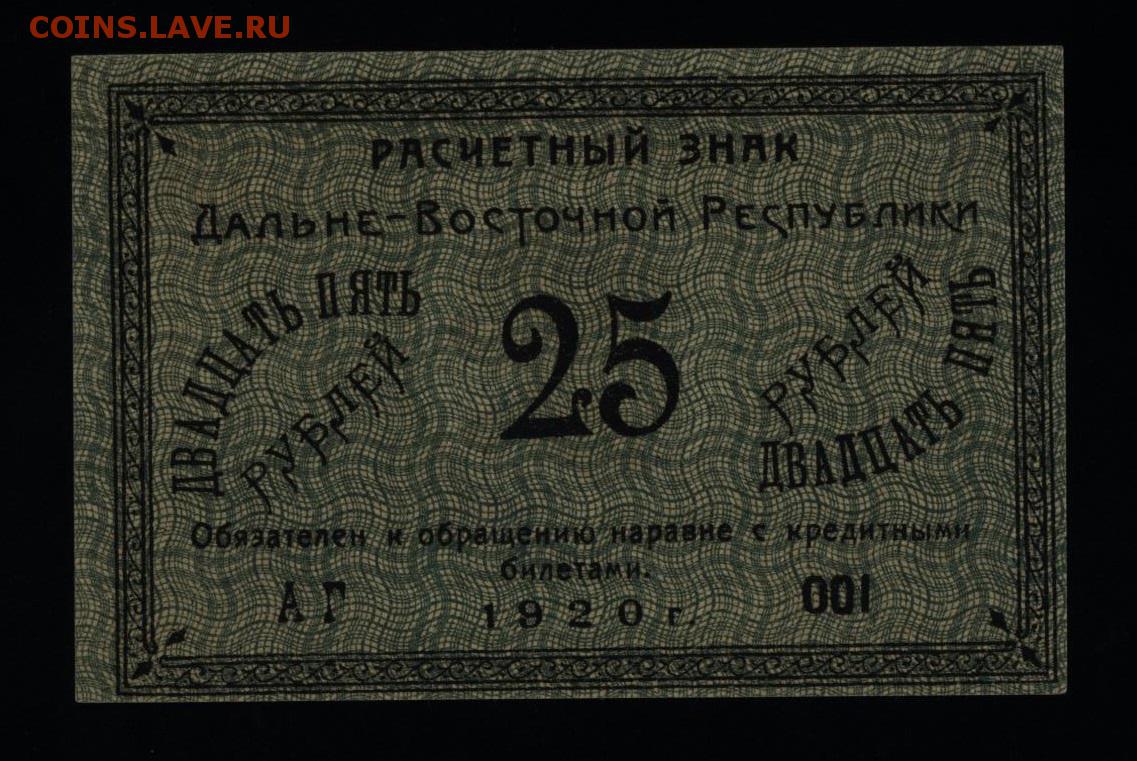 COINS.LAVE.RU
РАСЧЕТНЫЙ ЗНАК
Дальне-Восточной Республики
ДВАДЦАТЬ ПЯТЬ
РУБЛЕЙ
25
РУБЛЕЙ
ДВАДЦАТЬ ПЯТЬ
Обязателен к обращению наравне с кредитными
билетами.
АГ 1920 г. 001